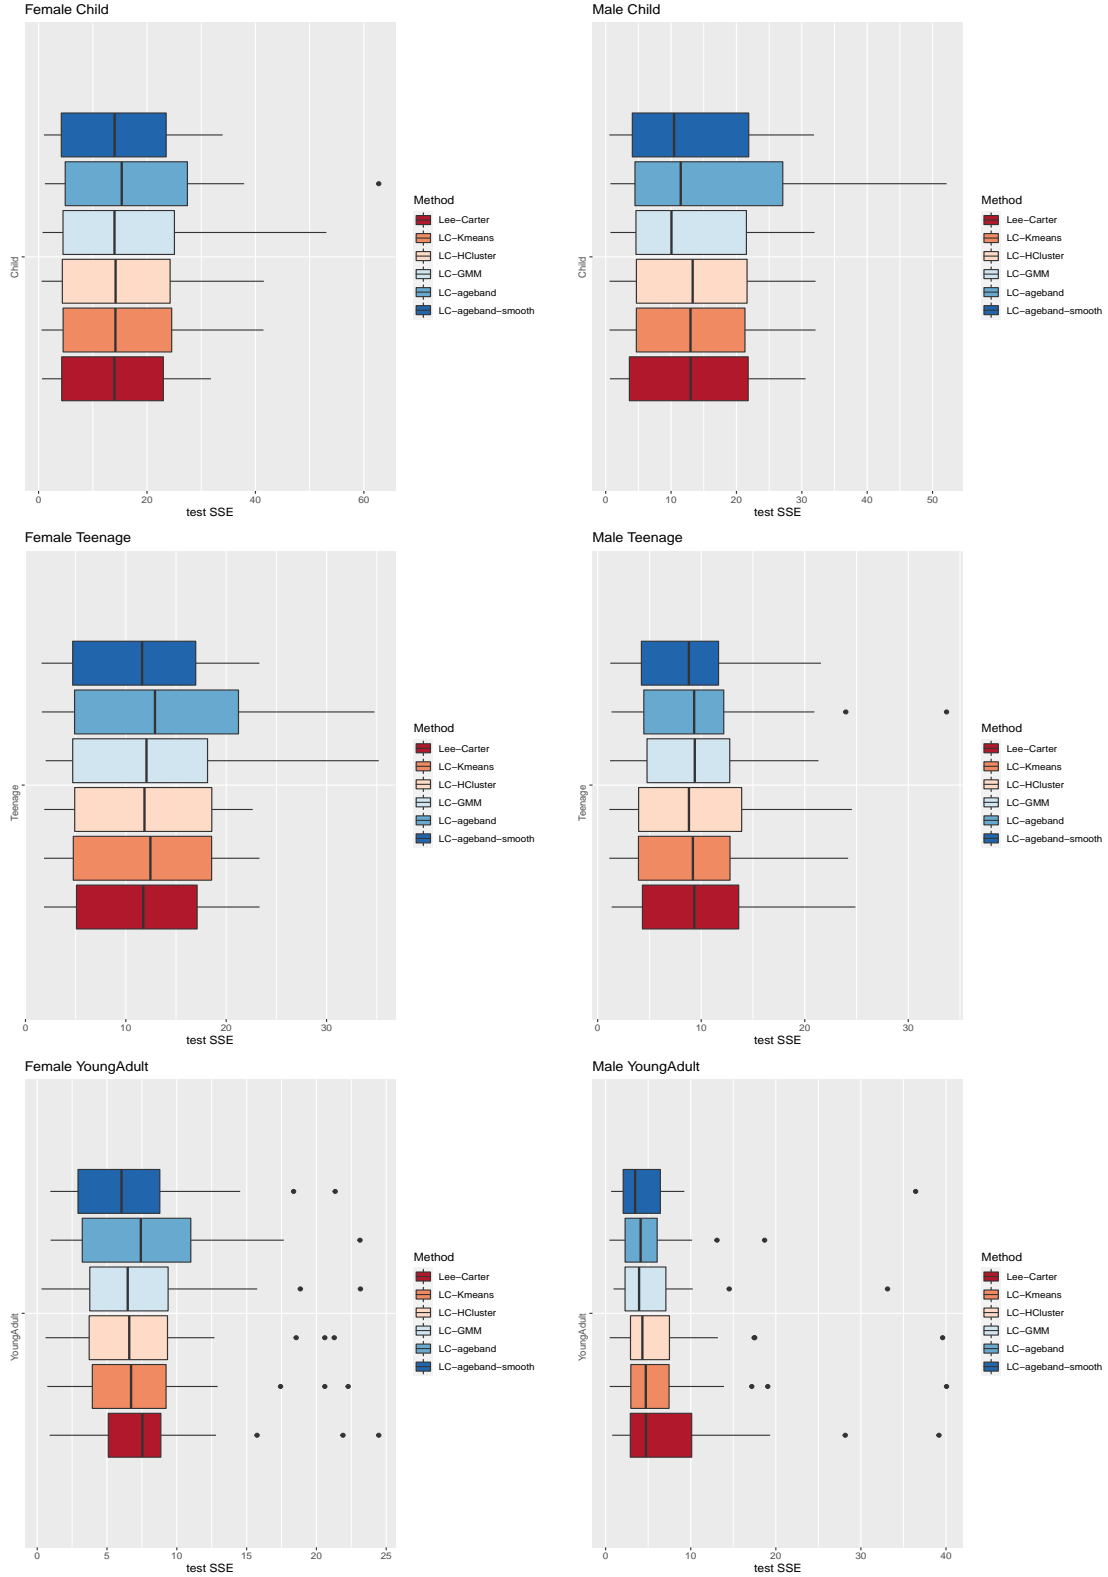 Female Child
Child
0 20 40 60
test SSE
Method
Lee−Carter
LC−Kmeans
LC−HCluster
LC−GMM
LC−ageband
LC−ageband−smooth
Male Child
Child
0 10 20 30 40 50
test SSE
Method
Lee−Carter
LC−Kmeans
LC−HCluster
LC−GMM
LC−ageband
LC−ageband−smooth
Female Teenage
Teenage
0 10 20 30
test SSE
Method
Lee−Carter
LC−Kmeans
LC−HCluster
LC−GMM
LC−ageband
LC−ageband−smooth
Male Teenage
Teenage
0 10 20 30
test SSE
Method
Lee−Carter
LC−Kmeans
LC−HCluster
LC−GMM
LC−ageband
LC−ageband−smooth
Female YoungAdult
YoungAdult
0 5 10 15 20 25
test SSE
Method
Lee−Carter
LC−Kmeans
LC−HCluster
LC−GMM
LC−ageband
LC−ageband−smooth
Male YoungAdult
YoungAdult
0 10 20 30 40
test SSE
Method
Lee−Carter
LC−Kmeans
LC−HCluster
LC−GMM
LC−ageband
LC−ageband−smooth